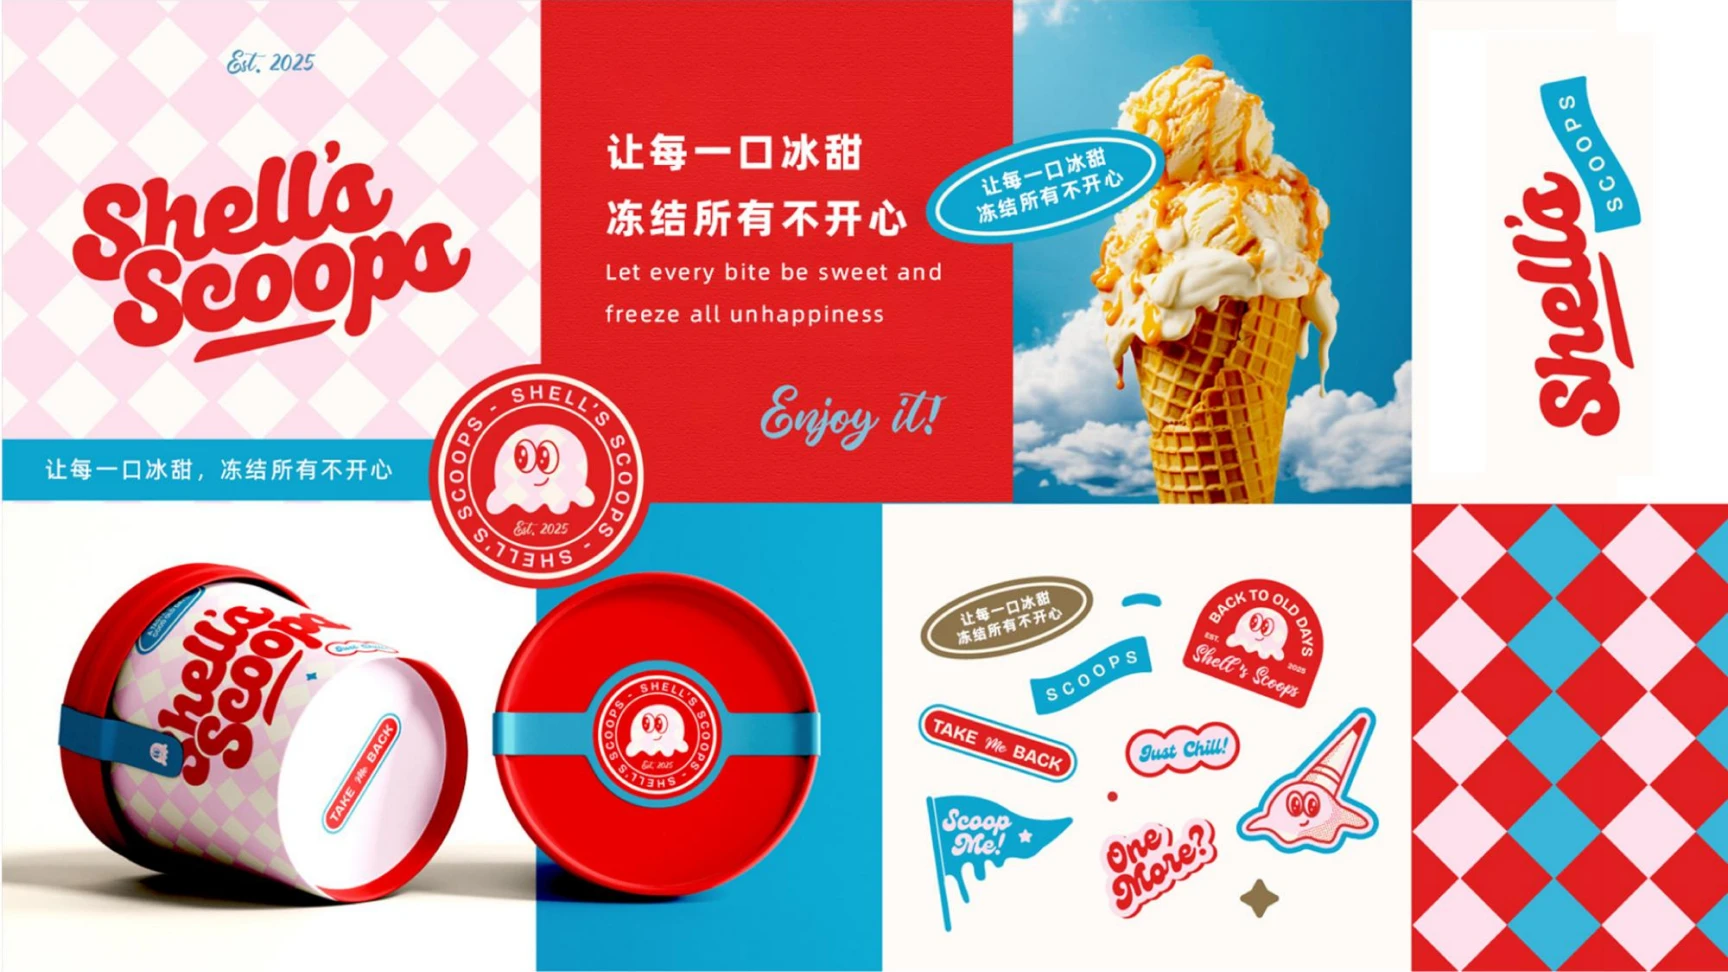 Est. 2025
Shell's
Scoops
让每一口冰甜，冻结所有不开心
让每一口冰甜
冻结所有不开心
Let every bite be sweet and
freeze all unhappiness
Enjoy it!
让每一口冰甜
冻结所有不开心
SCOOPS
Shell's
SHELL'S SCOOPS - SHELL'S SCOOPS -
Est. 2025
Shell's
Scoops
Just Chill!
TAKE Me BACK
SHELL'S SCOOPS - SHELL'S SCOOPS -
Est. 2025
让每一口冰甜
冻结所有不开心
SCOOPS
BACK TO OLD DAYS
EST. 2025
Shell's Scoops
TAKE Me BACK
Just Chill!
Scoop
Me!
One
More?